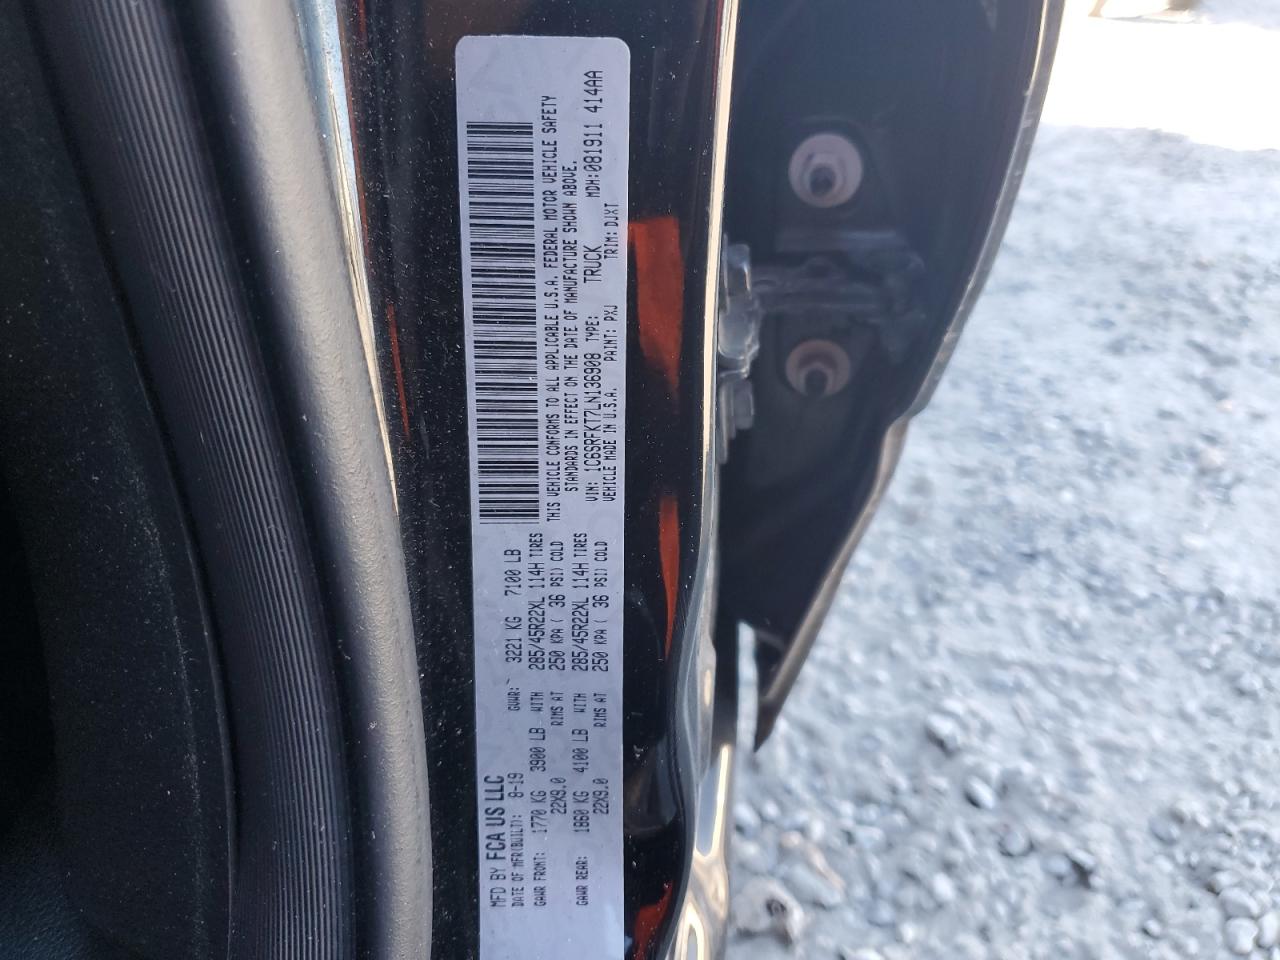 MFD BY FCA US LLC
DATE OF MFR(BUILT): 8-19 GVWR: 3221 KG 7100 LB
GAWR FRONT: 1770 KG 3900 LB WITH 285/45R22XL 114H TIRES
22X9.0 RIMS AT 250 KPA ( 36 PSI) COLD
GAWR REAR: 1860 KG 4100 LB WITH 285/45R22XL 114H TIRES
22X9.0 RIMS AT 250 KPA ( 36 PSI) COLD
THIS VEHICLE CONFORMS TO ALL APPLICABLE U.S.A. FEDERAL MOTOR VEHICLE SAFETY
STANDARDS IN EFFECT ON THE DATE OF MANUFACTURE SHOWN ABOVE.
VIN: 1C6SRFKT7LN136908 TYPE: TRUCK MDH:081911 414AA
VEHICLE MADE IN U.S.A. PAINT: PXJ TRIM: DJXT